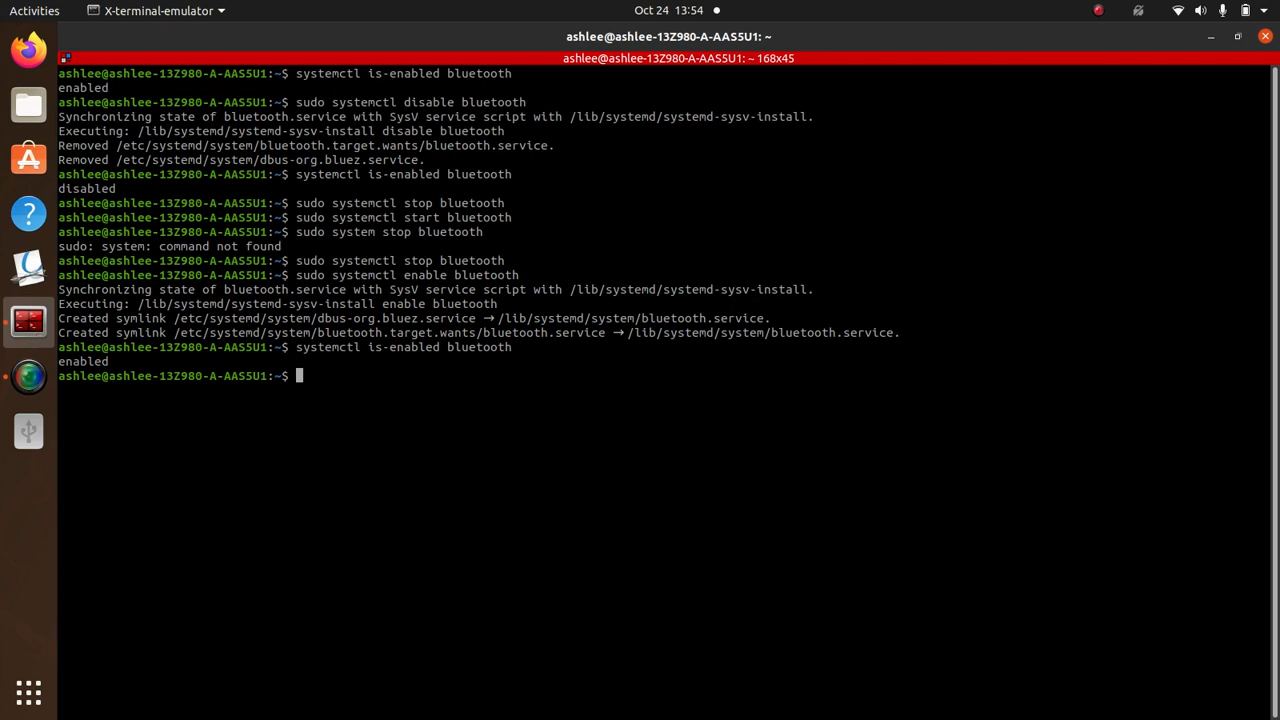 Activities
X-terminal-emulator
Oct 24 13:54
ashlee@ashlee-13Z980-A-AAS5U1: ~
ashlee@ashlee-13Z980-A-AAS5U1: ~ 168x45
ashlee@ashlee-13Z980-A-AAS5U1:~$ systemctl is-enabled bluetooth
enabled
ashlee@ashlee-13Z980-A-AAS5U1:~$ sudo systemctl disable bluetooth
Synchronizing state of bluetooth.service with SysV service script with /lib/systemd/systemd-sysv-install.
Executing: /lib/systemd/systemd-sysv-install disable bluetooth
Removed /etc/systemd/system/bluetooth.target.wants/bluetooth.service.
Removed /etc/systemd/system/dbus-org.bluez.service.
ashlee@ashlee-13Z980-A-AAS5U1:~$ systemctl is-enabled bluetooth
disabled
ashlee@ashlee-13Z980-A-AAS5U1:~$ sudo systemctl stop bluetooth
ashlee@ashlee-13Z980-A-AAS5U1:~$ sudo systemctl start bluetooth
ashlee@ashlee-13Z980-A-AAS5U1:~$ sudo system stop bluetooth
sudo: system: command not found
ashlee@ashlee-13Z980-A-AAS5U1:~$ sudo systemctl stop bluetooth
ashlee@ashlee-13Z980-A-AAS5U1:~$ sudo systemctl enable bluetooth
Synchronizing state of bluetooth.service with SysV service script with /lib/systemd/systemd-sysv-install.
Executing: /lib/systemd/systemd-sysv-install enable bluetooth
Created symlink /etc/systemd/system/dbus-org.bluez.service → /lib/systemd/system/bluetooth.service.
Created symlink /etc/systemd/system/bluetooth.target.wants/bluetooth.service → /lib/systemd/system/bluetooth.service.
ashlee@ashlee-13Z980-A-AAS5U1:~$ systemctl is-enabled bluetooth
enabled
ashlee@ashlee-13Z980-A-AAS5U1:~$